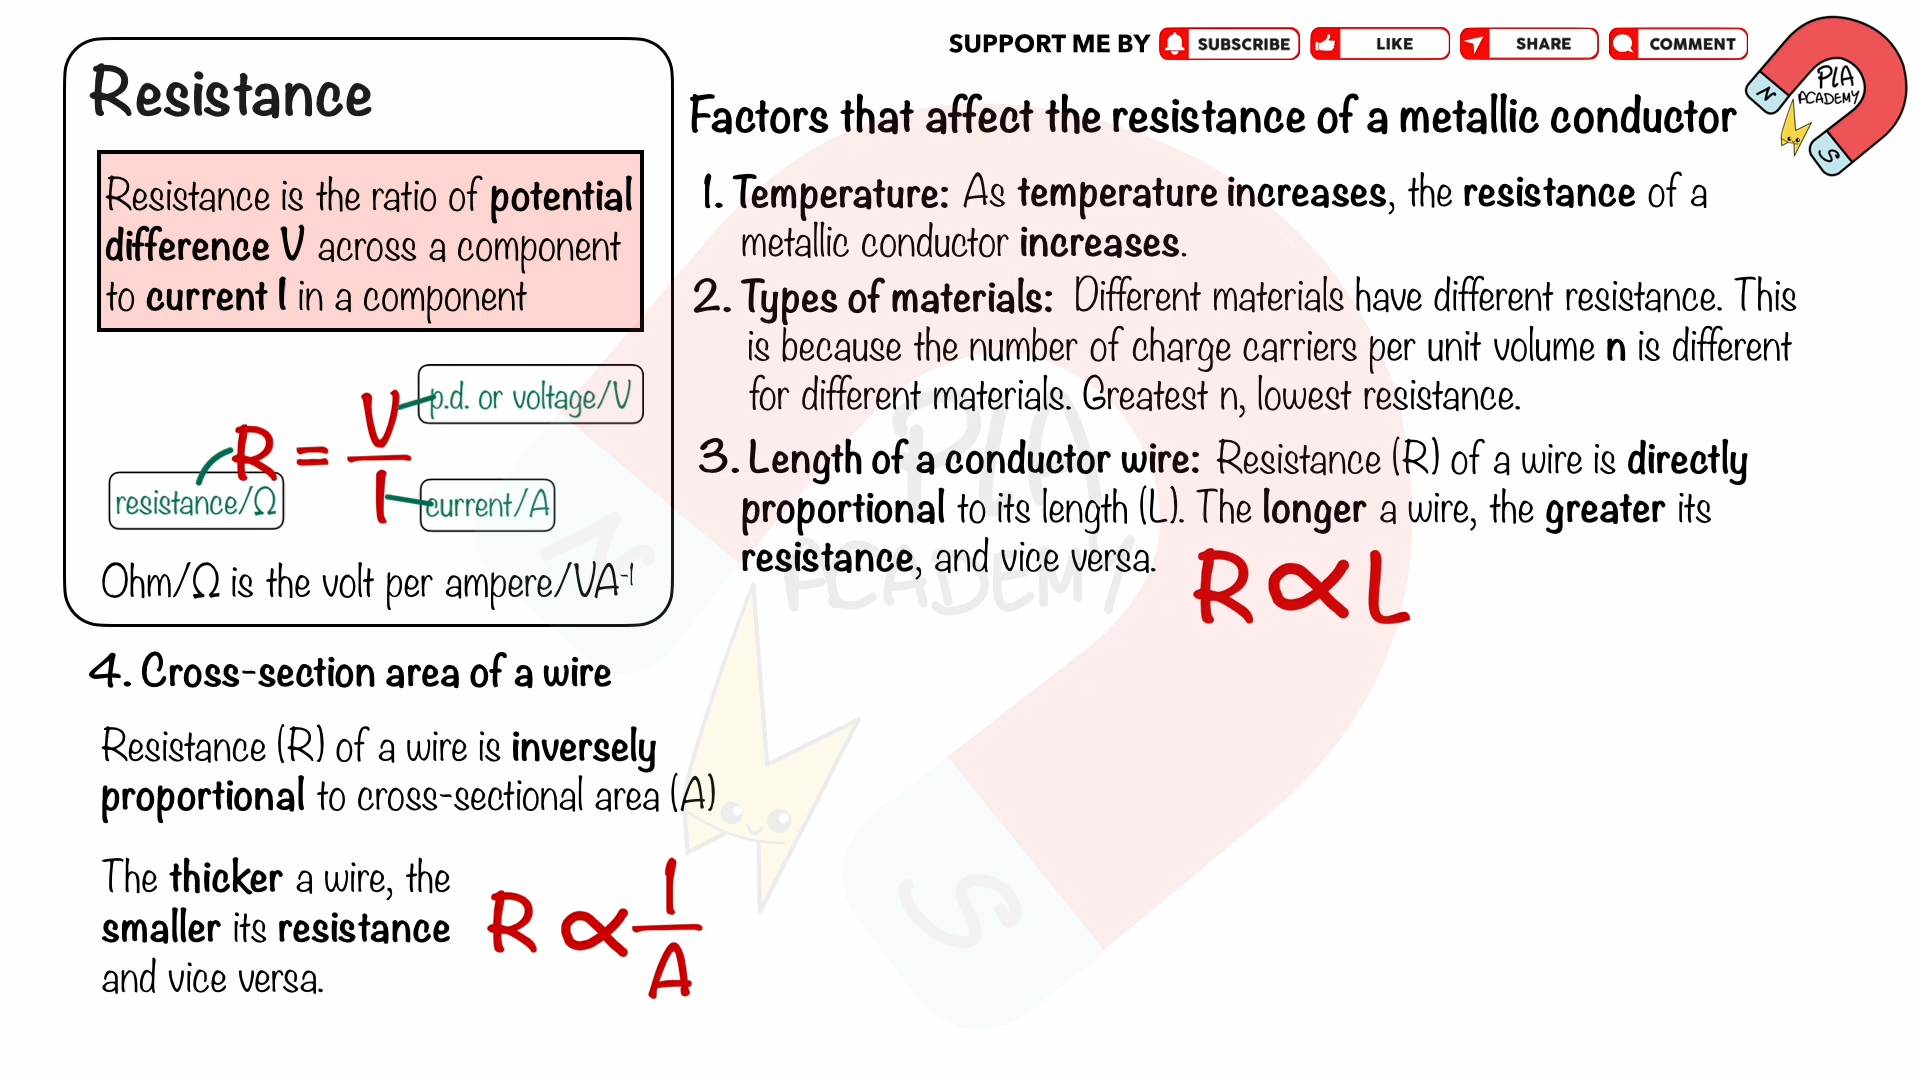 SUPPORT ME BY SUBSCRIBE LIKE SHARE COMMENT
PLA
ACADEMY
N
S
Resistance
Resistance is the ratio of potential
difference V across a component
to current I in a component
R = V/I
p.d. or voltage/V
resistance/Ω
current/A
Ohm/Ω is the volt per ampere/VA⁻¹
Factors that affect the resistance of a metallic conductor
1. Temperature: As temperature increases, the resistance of a
metallic conductor increases.
2. Types of materials: Different materials have different resistance. This
is because the number of charge carriers per unit volume n is different
for different materials. Greatest n, lowest resistance.
3. Length of a conductor wire: Resistance (R) of a wire is directly
proportional to its length (L). The longer a wire, the greater its
resistance, and vice versa.
R ∝ L
4. Cross-section area of a wire
Resistance (R) of a wire is inversely
proportional to cross-sectional area (A)
The thicker a wire, the
smaller its resistance
and vice versa.
R ∝ 1/A
N
PLA
ACADEMY
S